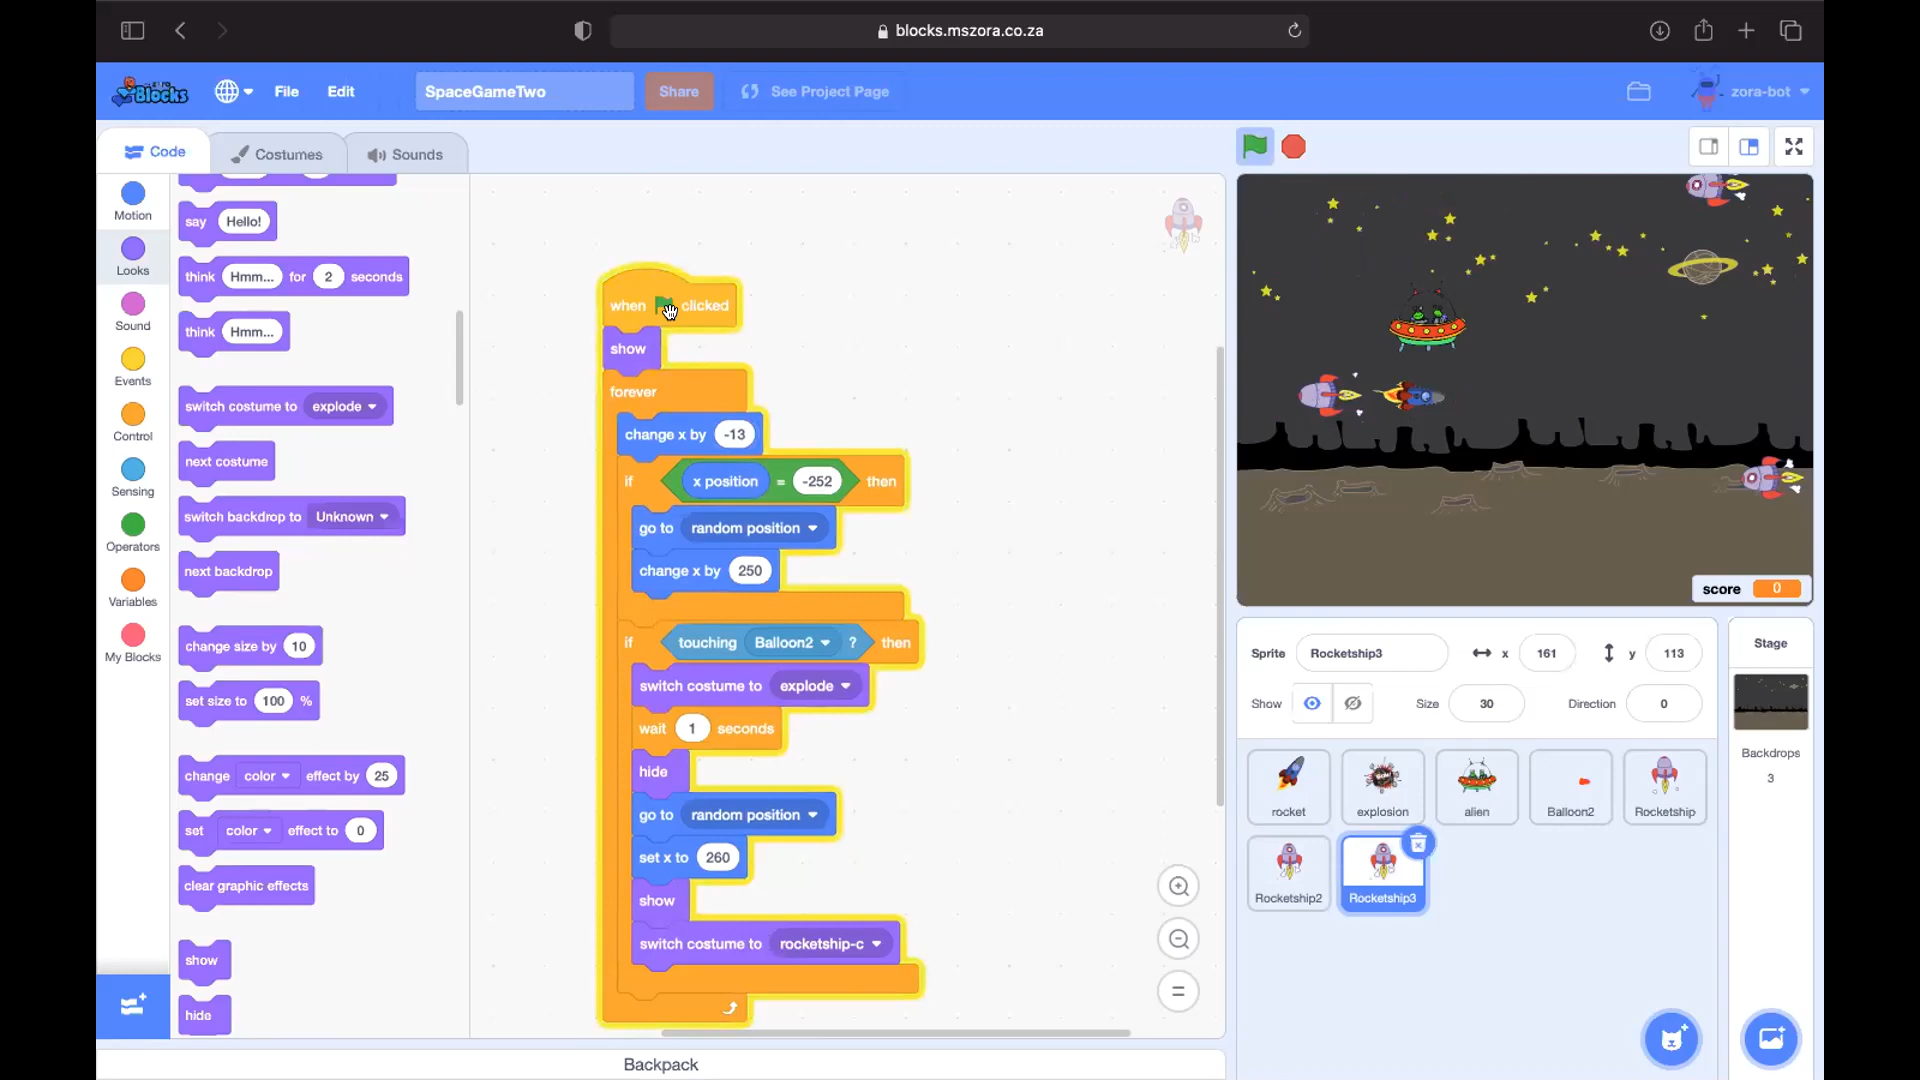 blocks.mszora.co.za
Blocks File Edit SpaceGameTwo Share See Project Page zora-bot
Code Costumes Sounds
Motion
Looks
Sound
Events
Control
Sensing
Operators
Variables
My Blocks
say Hello!
think Hmm... for 2 seconds
think Hmm...
switch costume to explode
next costume
switch backdrop to Unknown
next backdrop
change size by 10
set size to 100 %
change color effect by 25
set color effect to 0
clear graphic effects
show
hide
when clicked
show
forever
change x by -13
if x position = -252 then
go to random position
change x by 250
if touching Balloon2 ? then
switch costume to explode
wait 1 seconds
hide
go to random position
set x to 260
show
switch costume to rocketship-c
=
Backpack
score 0
Sprite Rocketship3 x 161 y 113
Show Size 30 Direction 0
rocket explosion alien Balloon2 Rocketship
Rocketship2 Rocketship3
Stage
Backdrops
3